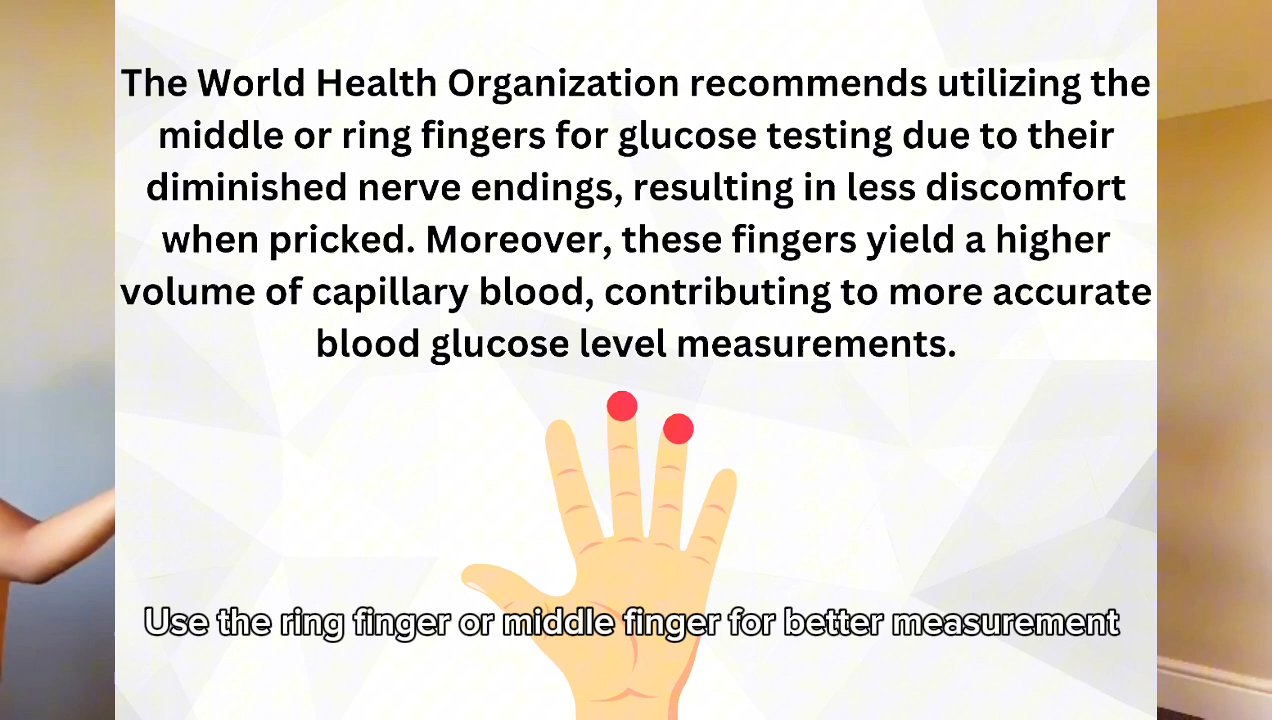 The World Health Organization recommends utilizing the
middle or ring fingers for glucose testing due to their
diminished nerve endings, resulting in less discomfort
when pricked. Moreover, these fingers yield a higher
volume of capillary blood, contributing to more accurate
blood glucose level measurements.
Use the ring finger or middle finger for better measurement